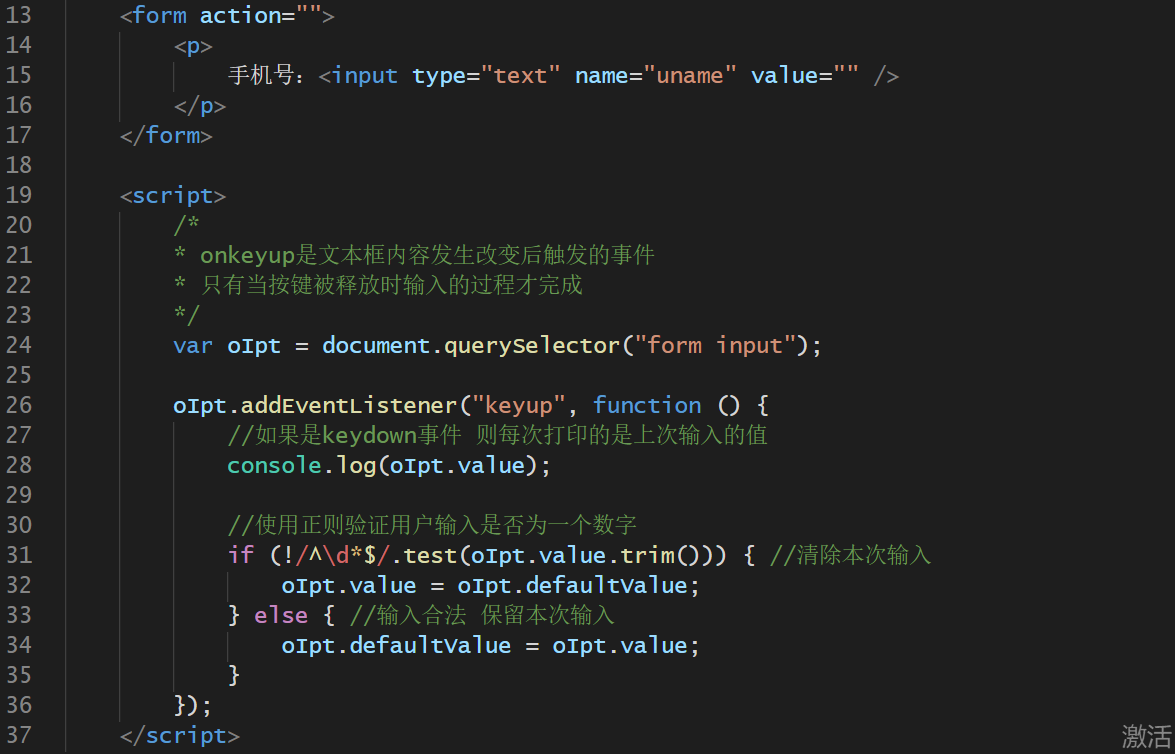 13 <form action="">
14 <p>
15 手机号：<input type="text" name="uname" value="" />
16 </p>
17 </form>
18
19 <script>
20 /*
21 * onkeyup是文本框内容发生改变后触发的事件
22 * 只有当按键被释放时输入的过程才完成
23 */
24 var oIpt = document.querySelector("form input");
25
26 oIpt.addEventListener("keyup", function () {
27 //如果是keydown事件 则每次打印的是上次输入的值
28 console.log(oIpt.value);
29
30 //使用正则验证用户输入是否为一个数字
31 if (!/^\d*$/.test(oIpt.value.trim())) { //清除本次输入
32 oIpt.value = oIpt.defaultValue;
33 } else { //输入合法 保留本次输入
34 oIpt.defaultValue = oIpt.value;
35 }
36 });
37 </script>
激活